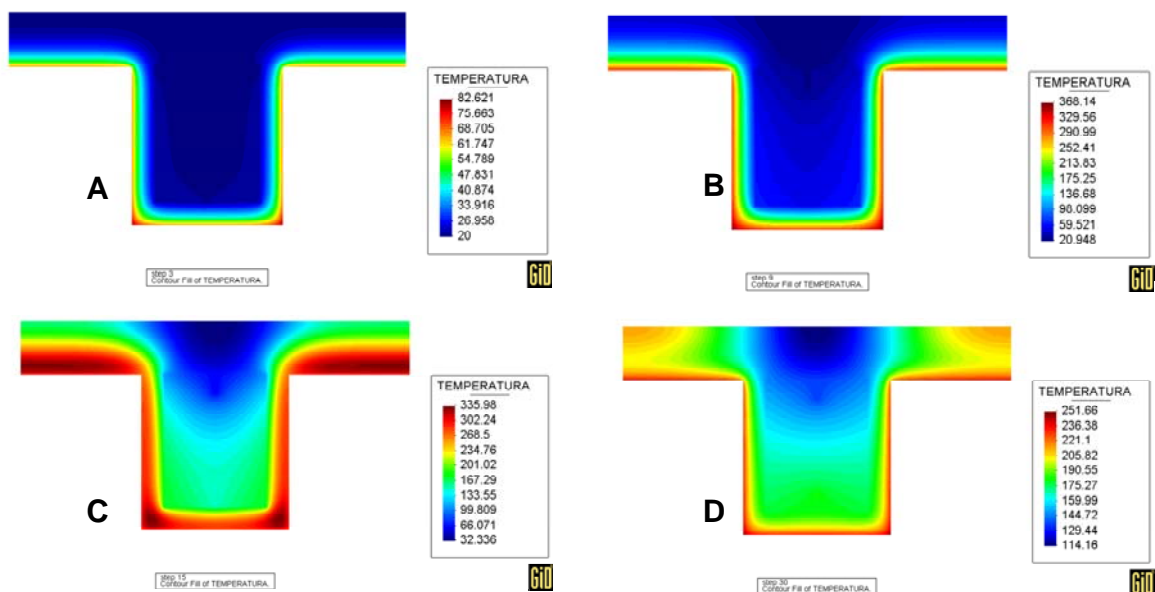 TEMPERATURA
82.621
75.663
68.705
61.747
54.789
47.831
40.874
33.916
26.958
20
A
step 3
Contour Fill of TEMPERATURA.
GiD
TEMPERATURA
368.14
329.56
290.99
252.41
213.83
175.25
136.68
98.099
59.521
20.948
B
step 9
Contour Fill of TEMPERATURA.
GiD
TEMPERATURA
335.98
302.24
268.5
234.76
201.02
167.29
133.55
99.809
66.071
32.336
C
step 15
Contour Fill of TEMPERATURA.
GiD
TEMPERATURA
251.66
236.38
221.1
205.82
190.55
175.27
159.99
144.72
129.44
114.16
D
step 30
Contour Fill of TEMPERATURA.
GiD